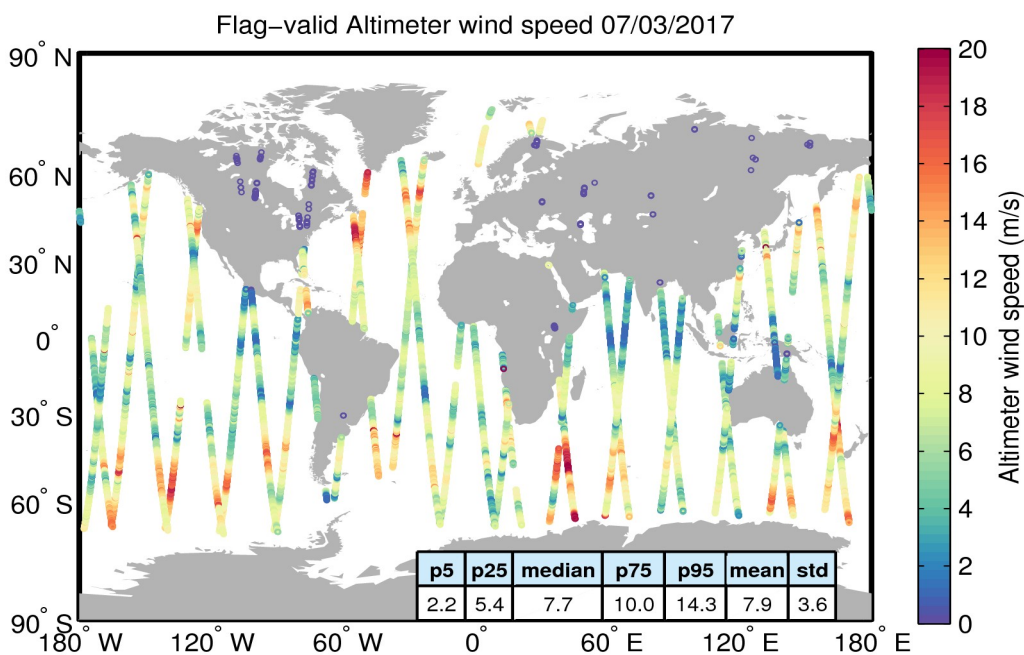 Flag−valid Altimeter wind speed 07/03/2017
90° N
60° N
30° N
0°
30° S
60° S
90° S
180° W
120° W
60° W
0°
60° E
120° E
180° E
p5 p25 median p75 p95 mean std
2.2 5.4 7.7 10.0 14.3 7.9 3.6
20
18
16
14
12
10
8
6
4
2
0
Altimeter wind speed (m/s)